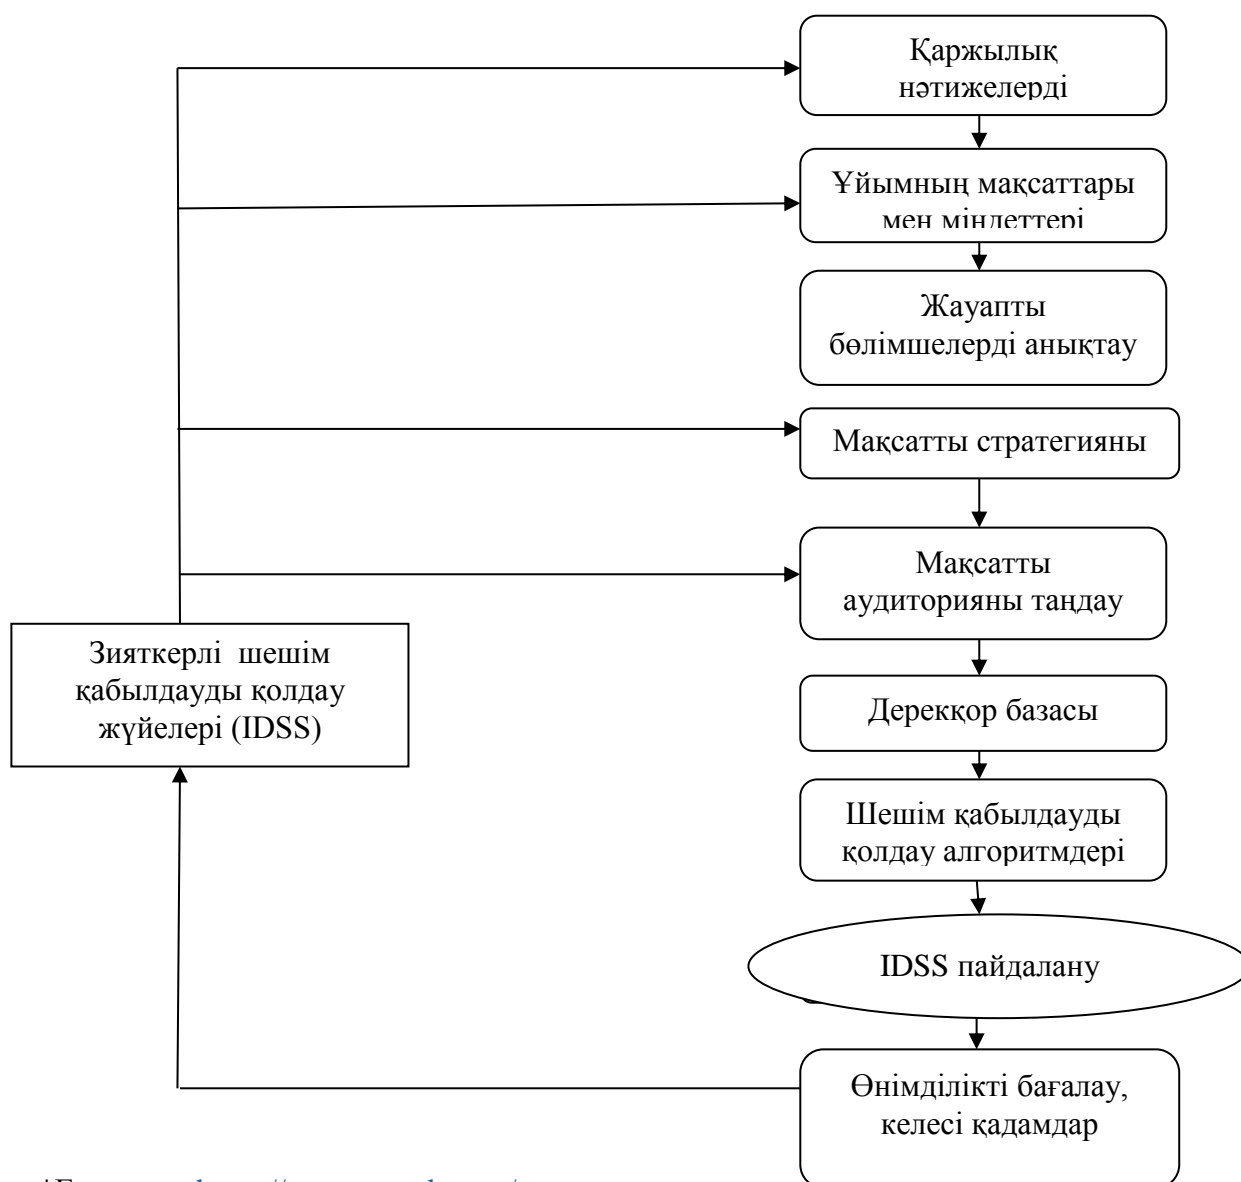 Қаржылық
нәтижелерді
Ұйымның мақсаттары
мен міндеттері
Жауапты
бөлімшелерді анықтау
Мақсатты стратегияны
Мақсатты
аудиторияны таңдау
Зияткерлі шешім
қабылдауды қолдау
жүйелері (IDSS)
Дерекқор базасы
Шешім қабылдауды
қолдау алгоритмдері
IDSS пайдалану
Өнімділікті бағалау,
келесі қадамдар